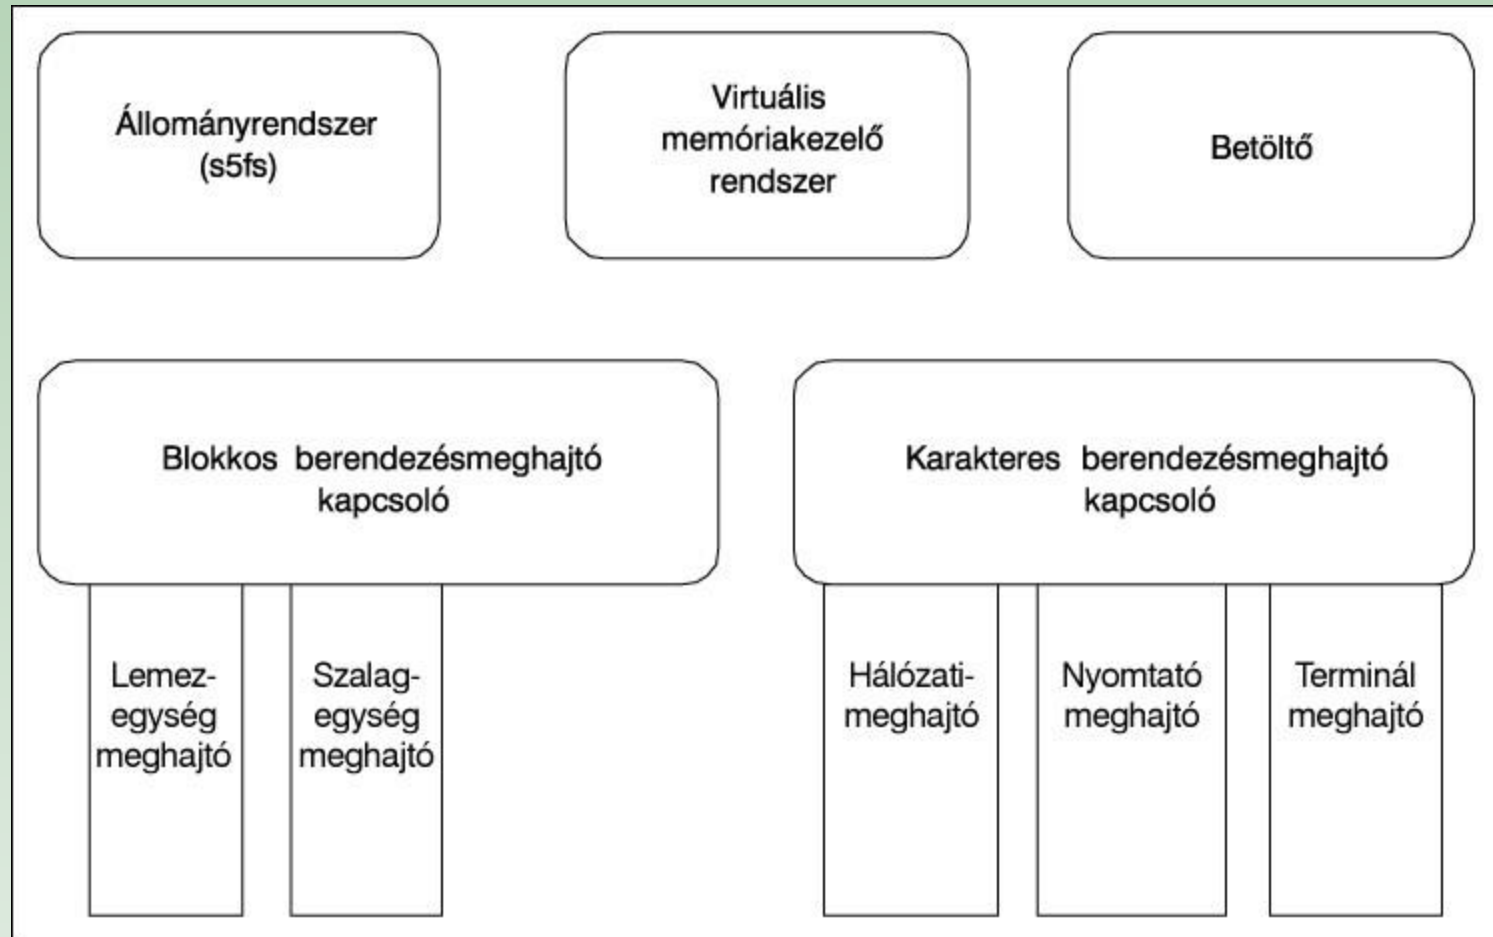 Állományrendszer
(s5fs)
Virtuális
memóriakezelő
rendszer
Betöltő
Blokkos berendezésmeghajtó
kapcsoló
Karakteres berendezésmeghajtó
kapcsoló
Lemez-
egység
meghajtó
Szalag-
egység
meghajtó
Hálózati-
meghajtó
Nyomtató
meghajtó
Terminál
meghajtó